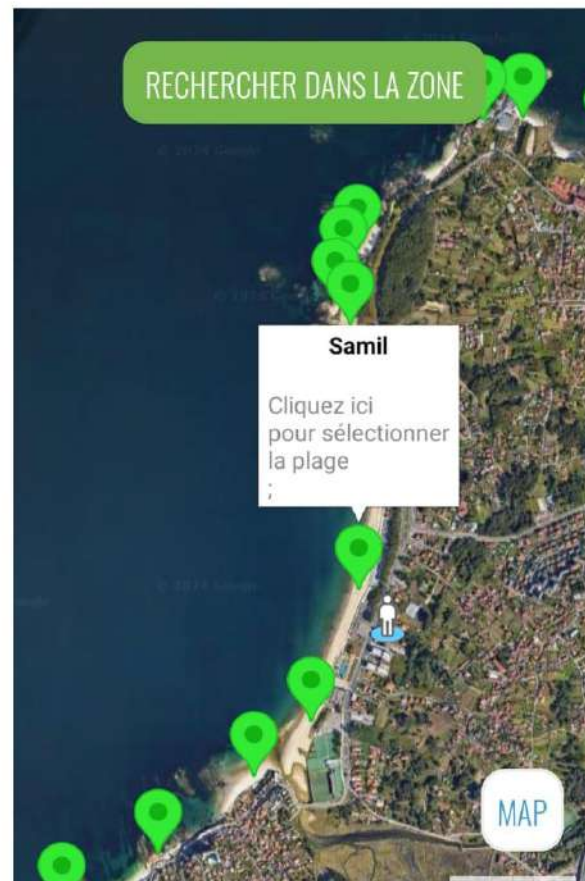 RECHERCHER DANS LA ZONE
Samil
Cliquez ici
pour sélectionner
la plage
;
MAP